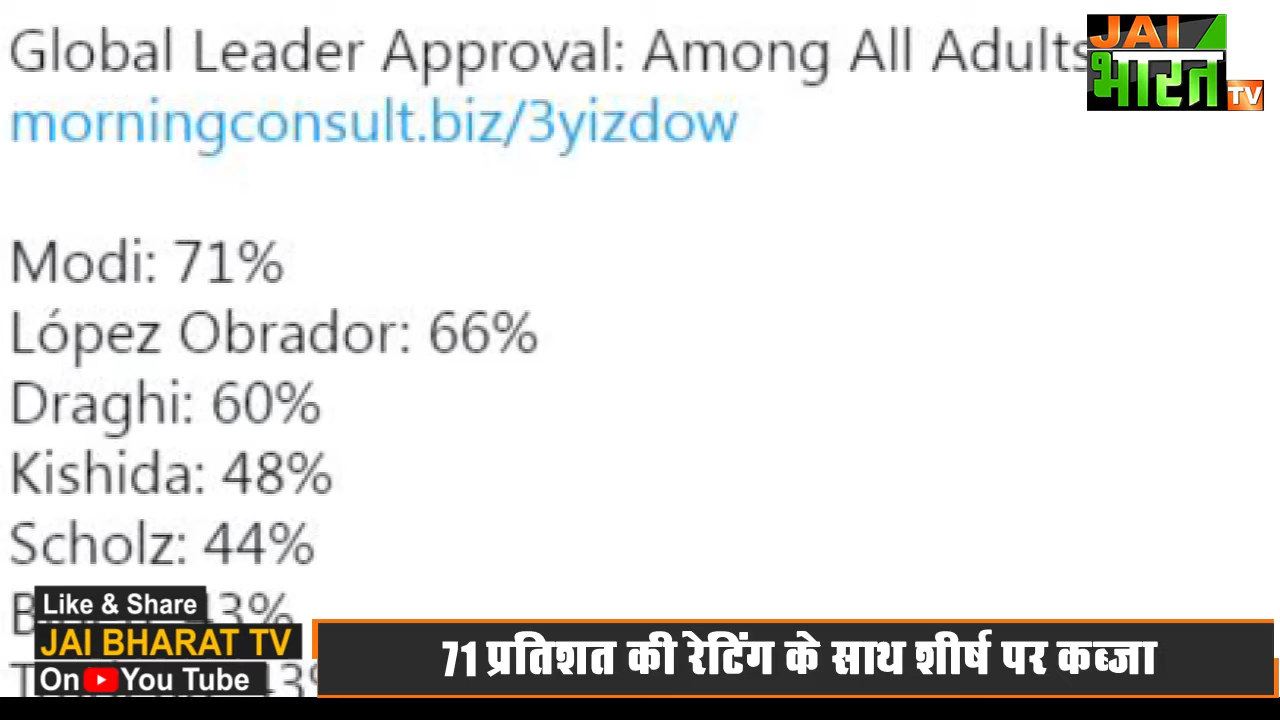 Global Leader Approval: Among All Adults
morningconsult.biz/3yizdow
JAI
भारत
TV
Modi: 71%
López Obrador: 66%
Draghi: 60%
Kishida: 48%
Scholz: 44%
Like & Share
JAI BHARAT TV
On You Tube
71 प्रतिशत की रेटिंग के साथ शीर्ष पर कब्जा